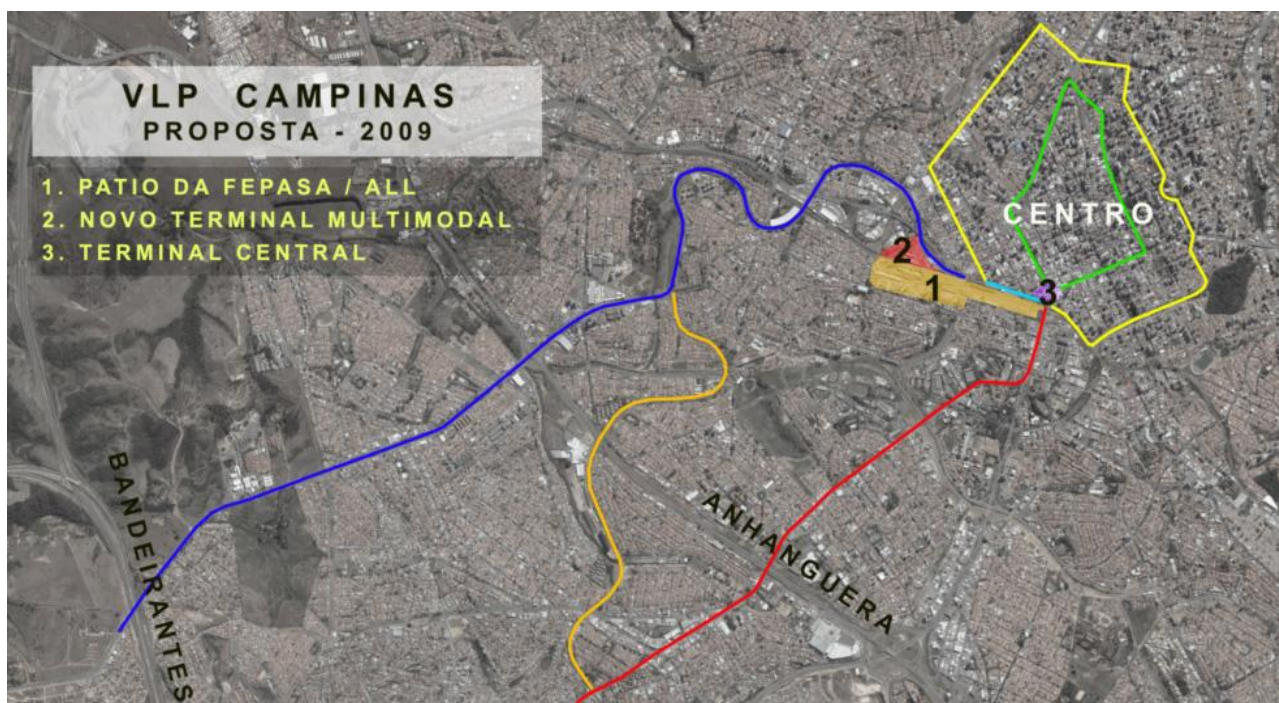 VLP CAMPINAS
PROPOSTA - 2009
1. PATIO DA FEPASA / ALL
2. NOVO TERMINAL MULTIMODAL
3. TERMINAL CENTRAL
CENTRO
2
1
3
ANHANGUERA
BANDEIRANTES